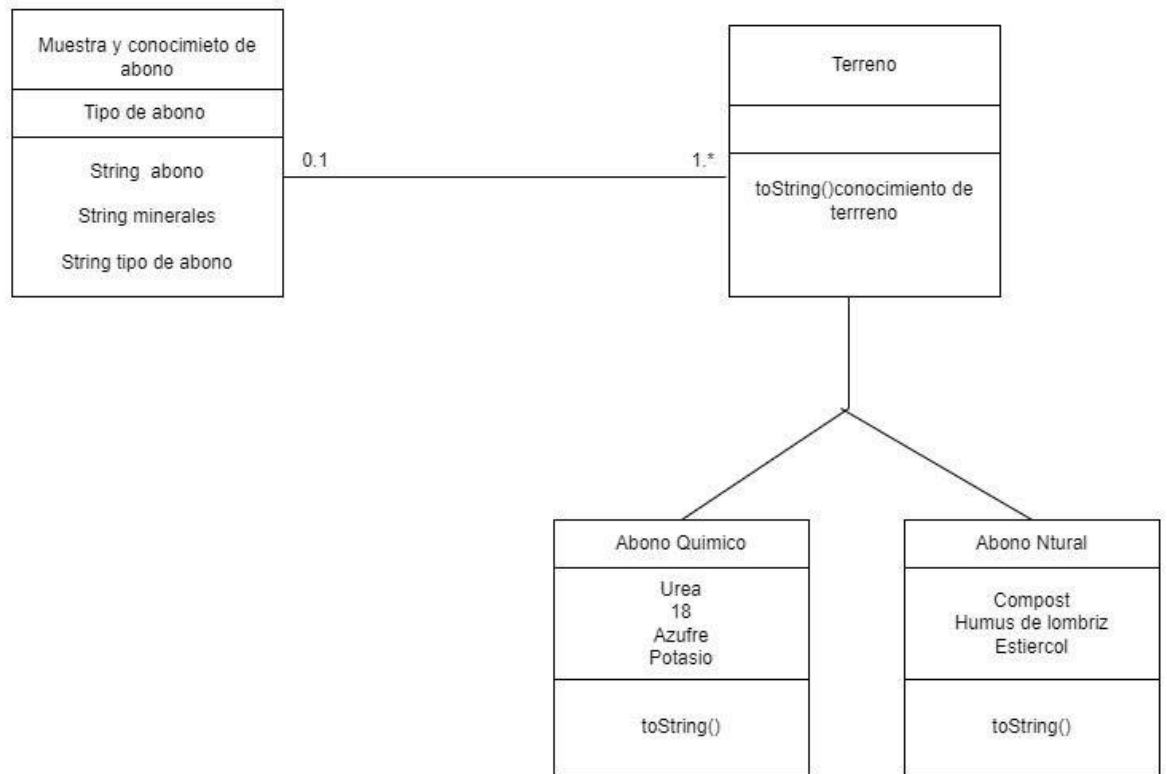 Muestra y conocimieto de
abono
Tipo de abono
String abono
String minerales
String tipo de abono
0.1
1.*
Terreno
toString()conocimiento de
terrreno
Abono Quimico
Urea
18
Azufre
Potasio
toString()
Abono Ntural
Compost
Humus de lombriz
Estiercol
toString()